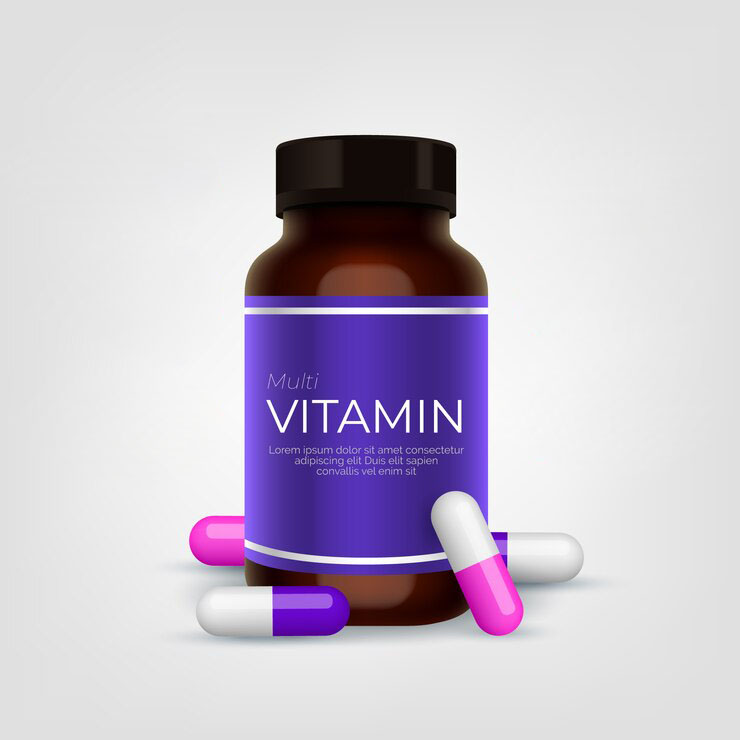 Multi
VITAMIN
Lorem ipsum dolor sit amet consectetur
adipiscing elit Duis elit sapien
convallis vel enim sit